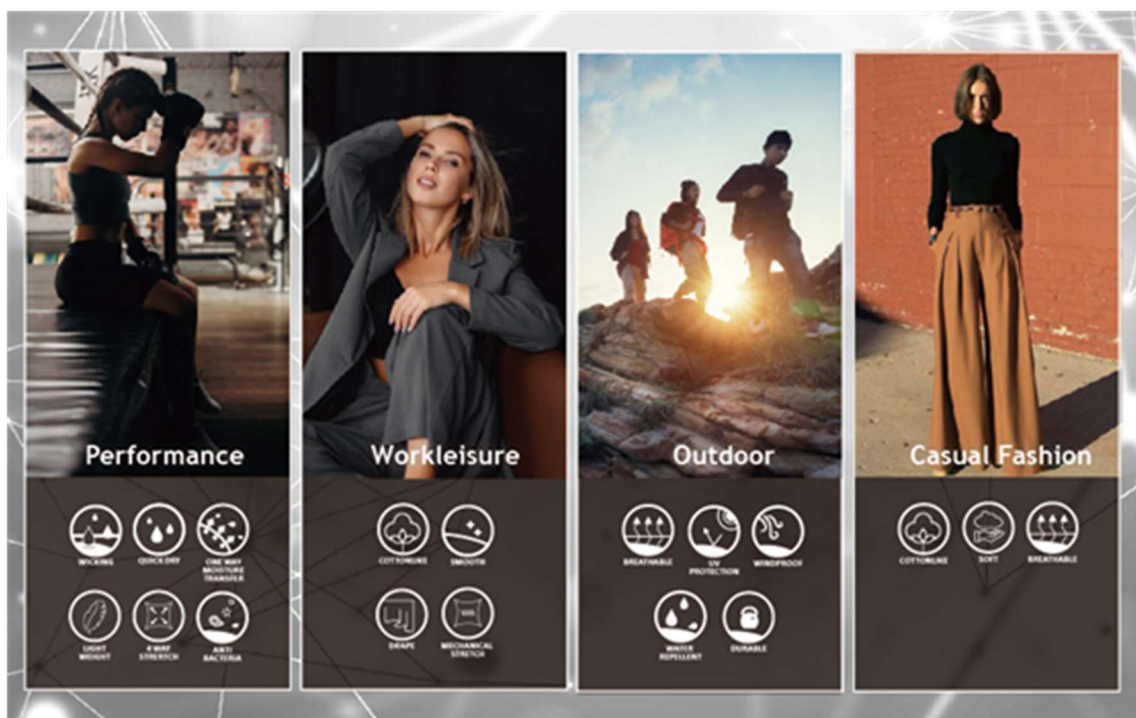 Performance
WICKING
QUICK DRY
ONE WAY
MOISTURE
TRANSFER
LIGHT
WEIGHT
4 WAY
STRERTCH
ANTI
BACTERIA
Workleisure
COTTONLIKE
SMOOTH
DRAPE
MECHANICAL
STRETCH
Outdoor
BREATHABLE
UV
PROTECTION
WINDPROOF
WATER
REPELLENT
DURABLE
Casual Fashion
COTTONLIKE
SOFT
BREATHABLE